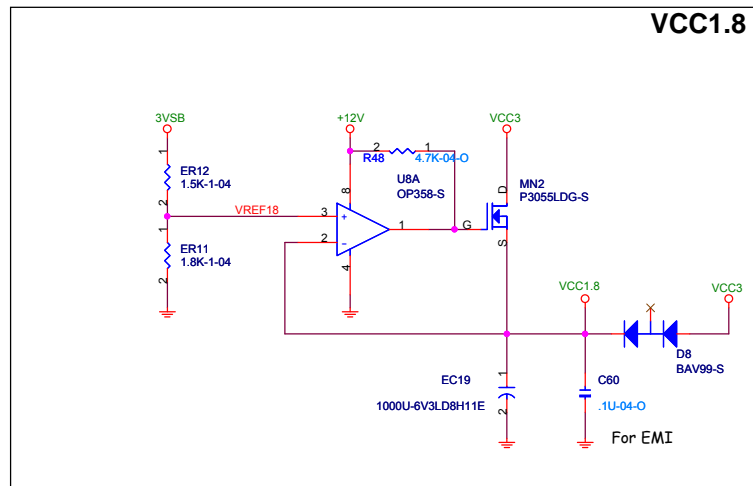 VCC1.8
3VSB
+12V
VCC3
1
2
1
R48
4.7K-04-O
ER12
1.5K-1-04
U8A
OP358-S
MN2
P3055LDG-S
8
D
2
VREF18
3
+
1
G
1
2
-
S
ER11
1.8K-1-04
4
2
VCC1.8
VCC3
D8
BAV99-S
EC19
1
C60
1000U-6V3LD8H11E
2
.1U-04-O
For EMI